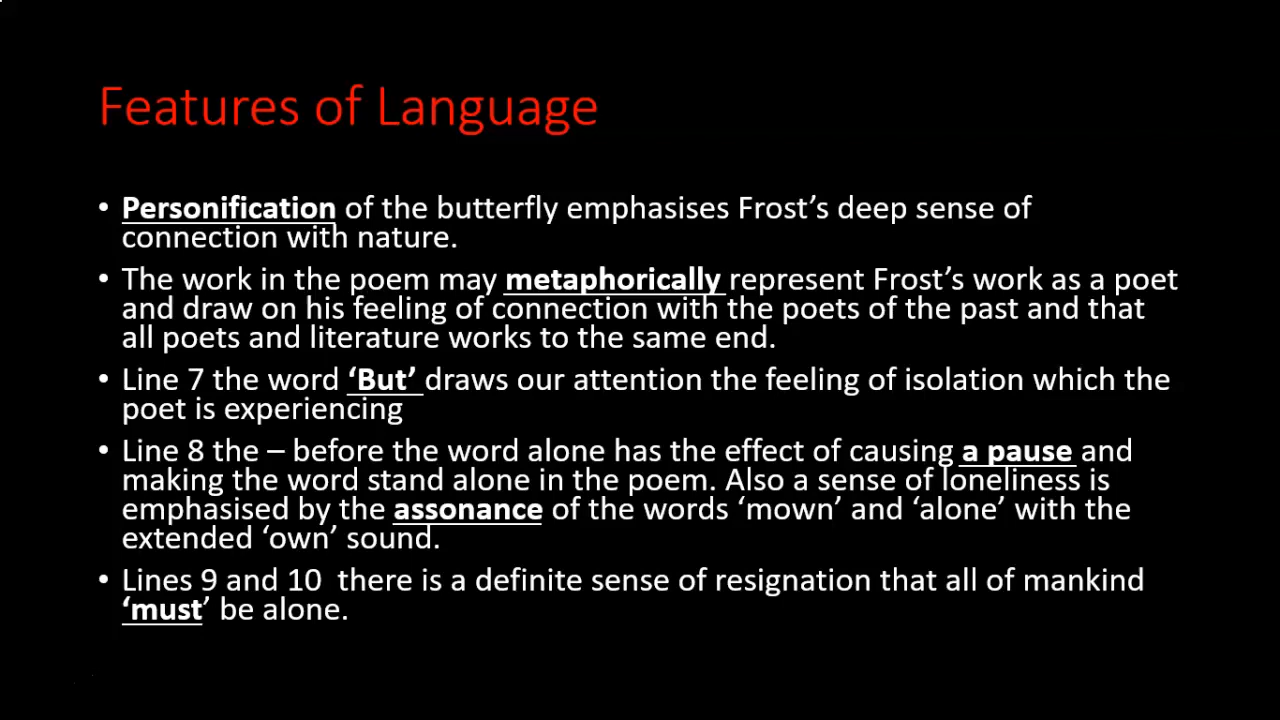 Features of Language
• Personification of the butterfly emphasises Frost’s deep sense of
connection with nature.
• The work in the poem may metaphorically represent Frost’s work as a poet
and draw on his feeling of connection with the poets of the past and that
all poets and literature works to the same end.
• Line 7 the word ‘But’ draws our attention the feeling of isolation which the
poet is experiencing
• Line 8 the – before the word alone has the effect of causing a pause and
making the word stand alone in the poem. Also a sense of loneliness is
emphasised by the assonance of the words ‘mown’ and ‘alone’ with the
extended ‘own’ sound.
• Lines 9 and 10  there is a definite sense of resignation that all of mankind
‘must’ be alone.